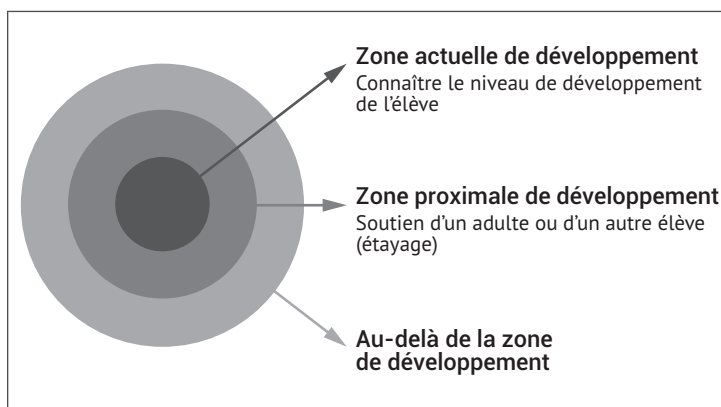 Zone actuelle de développement
Connaître le niveau de développement
de l’élève
Zone proximale de développement
Soutien d’un adulte ou d’un autre élève
(étayage)
Au-delà de la zone
de développement